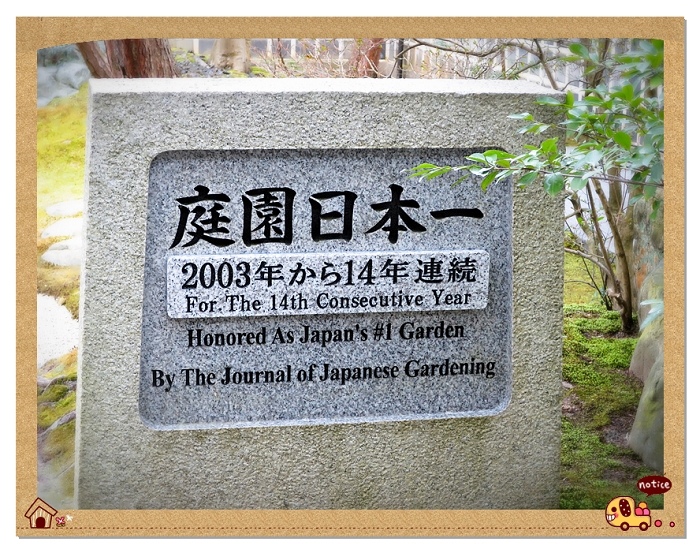 庭園日本一
2003年から14年連続
For The 14th Consecutive Year
Honored As Japan's #1 Garden
By The Journal of Japanese Gardening
notice